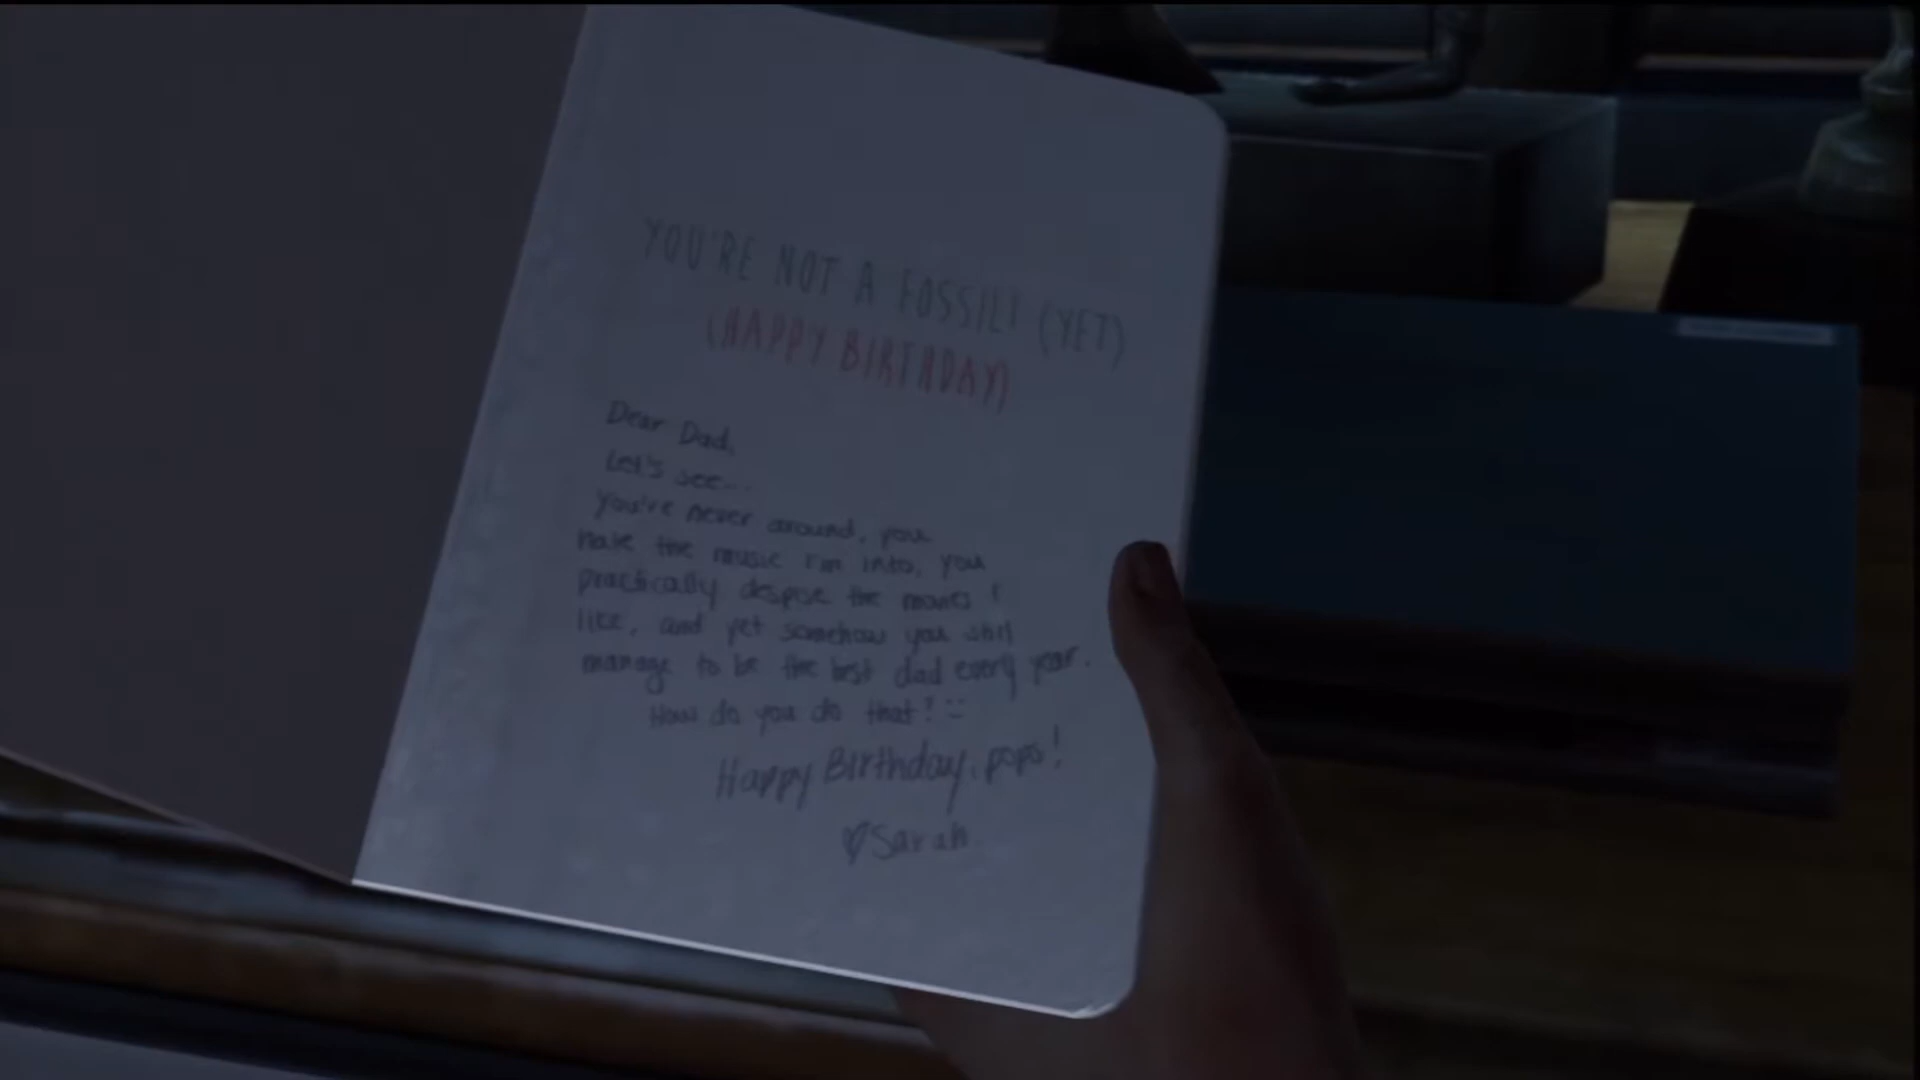 YOU'RE NOT A FOSSIL! (YET)
(HAPPY BIRTHDAY)
Dear Dad,
Let's see...
You're never around, you
hate the music I'm into, you
practically despise the movies I
like, and yet somehow you still
manage to be the best dad every year.
How do you do that? :)
Happy Birthday, pops!
♡Sarah